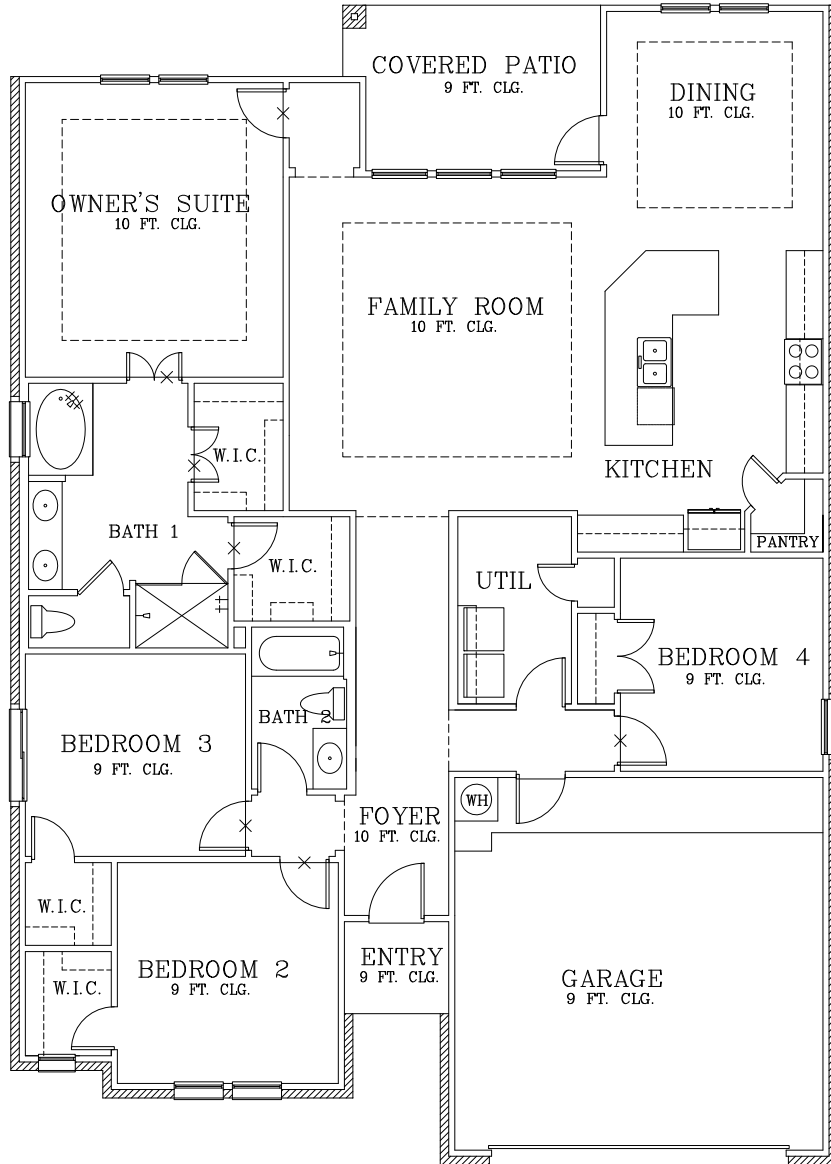 COVERED PATIO
9 FT. CLG.
DINING
10 FT. CLG.
OWNER'S SUITE
10 FT. CLG.
FAMILY ROOM
10 FT. CLG.
W.I.C.
KITCHEN
BATH 1
W.I.C.
PANTRY
UTIL
BEDROOM 4
9 FT. CLG.
BATH 2
BEDROOM 3
9 FT. CLG.
WH
FOYER
10 FT. CLG.
W.I.C.
ENTRY
9 FT. CLG.
BEDROOM 2
9 FT. CLG.
W.I.C.
GARAGE
9 FT. CLG.